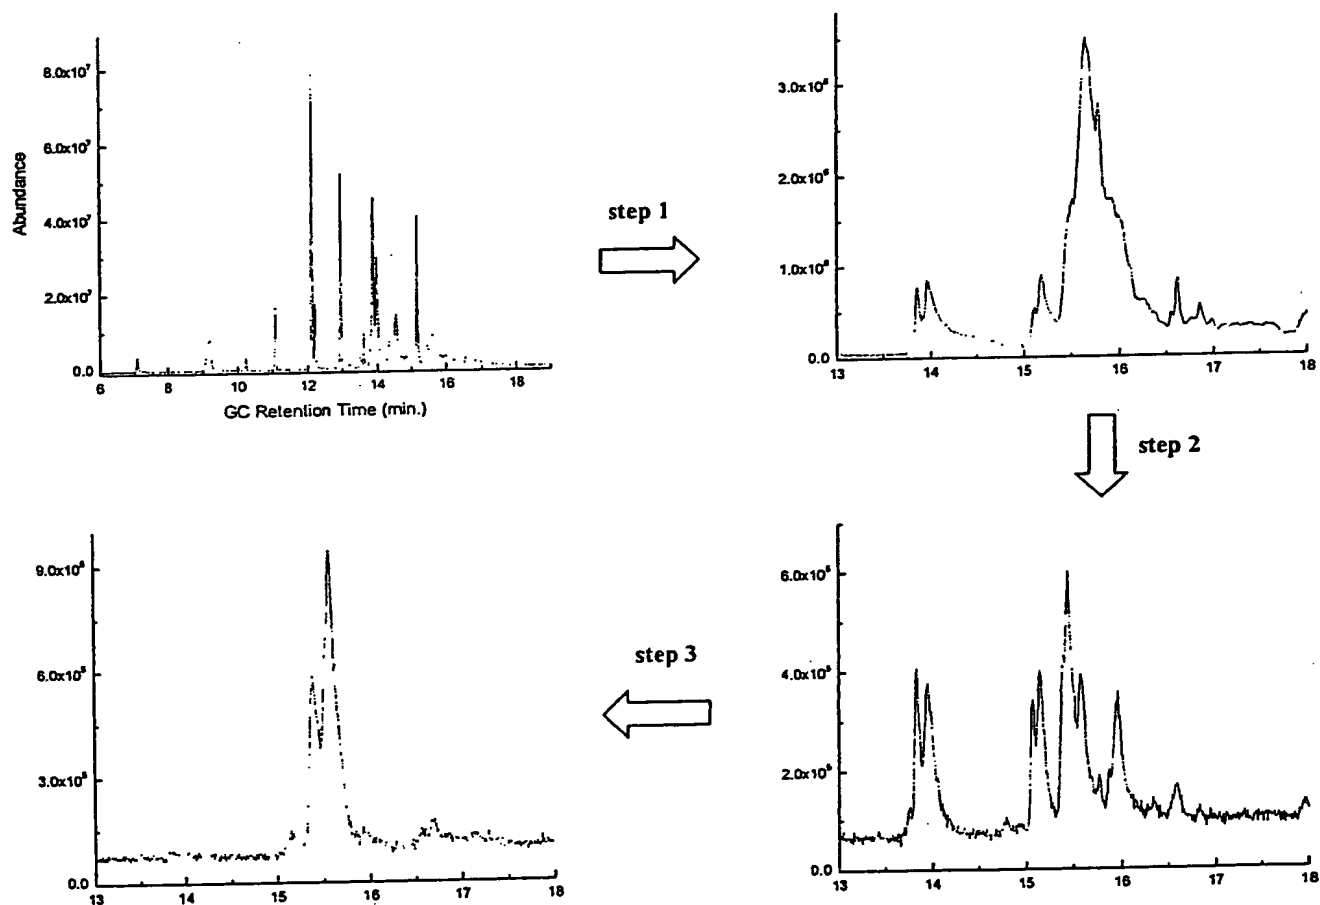 8.0x10⁷
6.0x10⁷
4.0x10⁷
2.0x10⁷
0.0
Abundance
6 8 10 12 14 16 18
GC Retention Time (min.)
step 1
3.0x10⁶
2.0x10⁶
1.0x10⁶
0.0
13 14 15 16 17 18
step 2
6.0x10⁵
4.0x10⁵
2.0x10⁵
0.0
13 14 15 16 17 18
step 3
9.0x10⁵
6.0x10⁵
3.0x10⁵
0.0
13 14 15 16 17 18